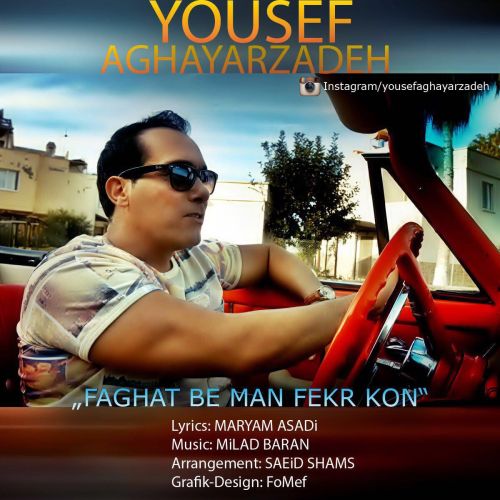 YOUSEF
AGHAYARZADEH
Instagram/yousefaghayarzadeh
„FAGHAT BE MAN FEKR KON“
Lyrics: MARYAM ASADi
Music: MiLAD BARAN
Arrangement: SAEiD SHAMS
Grafik-Design: FoMef